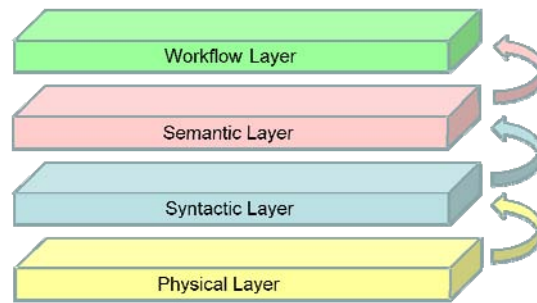 Workflow Layer
Semantic Layer
Syntactic Layer
Physical Layer